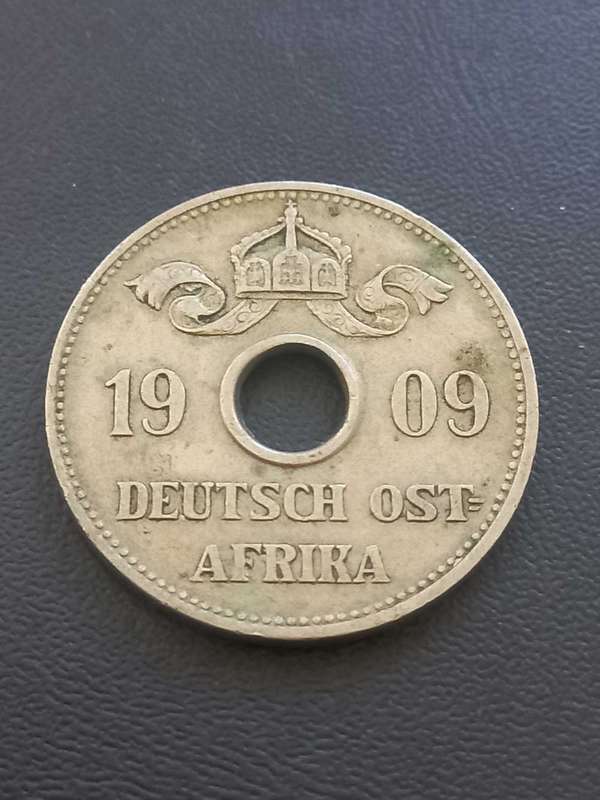 19 09
DEUTSCH OST=
AFRIKA